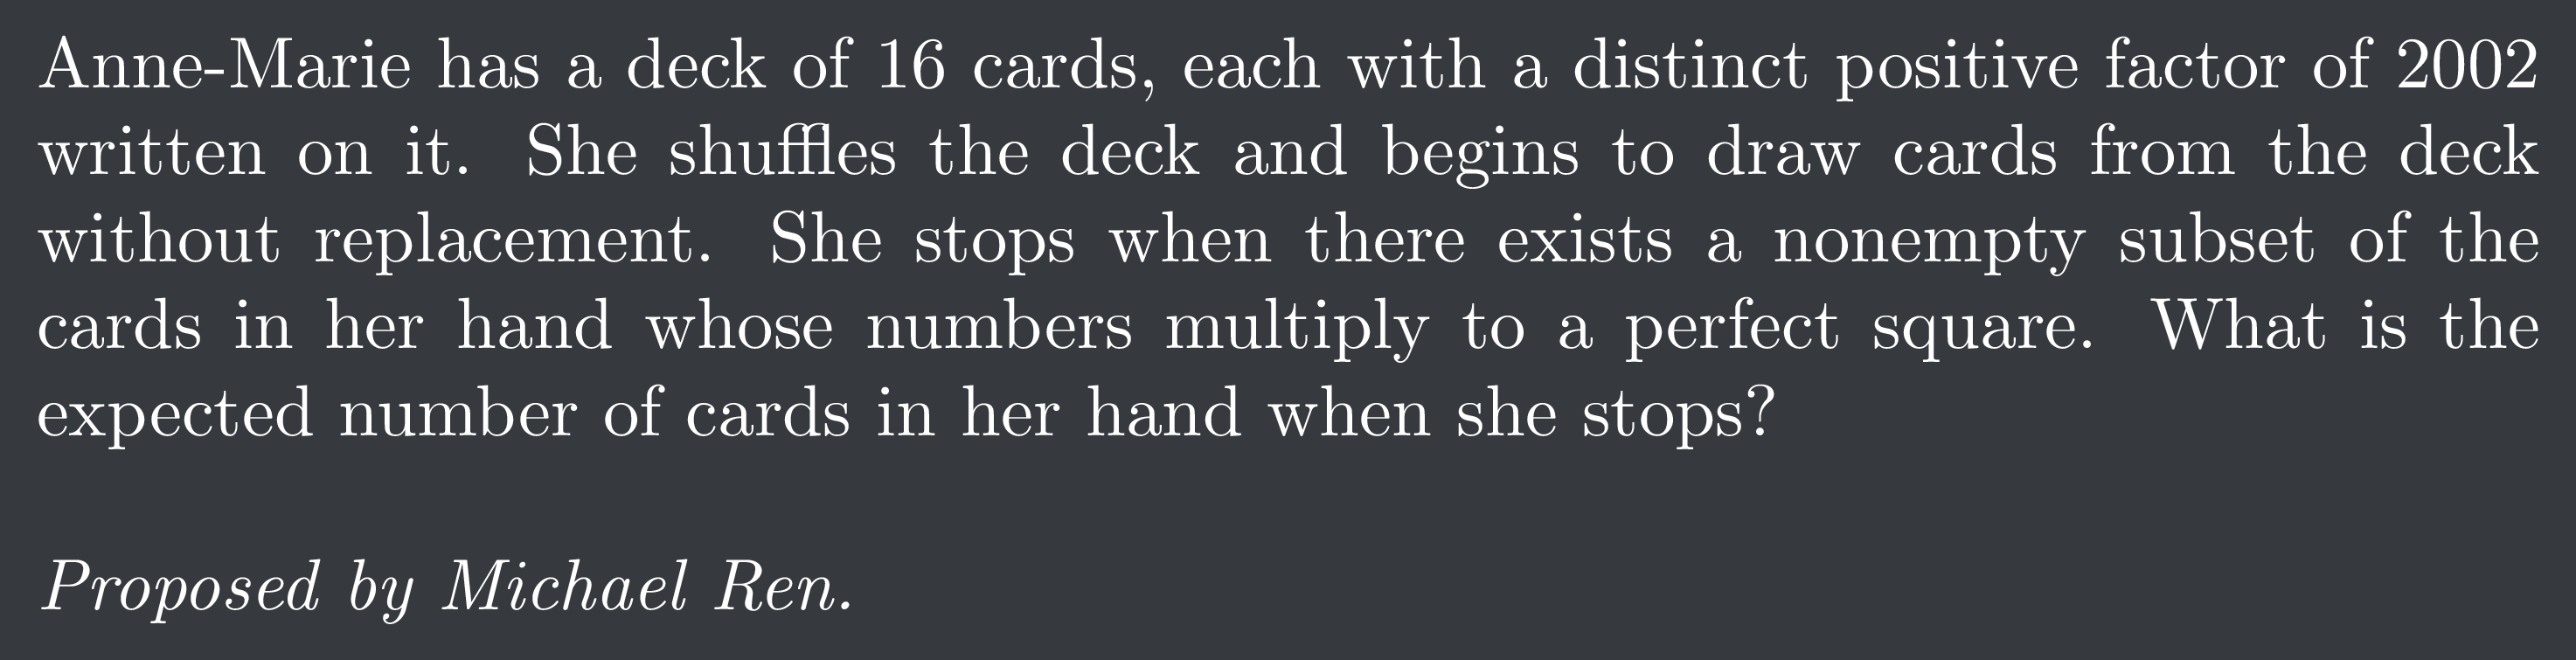 Anne-Marie has a deck of 16 cards, each with a distinct positive factor of 2002
written on it. She shuffles the deck and begins to draw cards from the deck
without replacement. She stops when there exists a nonempty subset of the
cards in her hand whose numbers multiply to a perfect square. What is the
expected number of cards in her hand when she stops?
Proposed by Michael Ren.